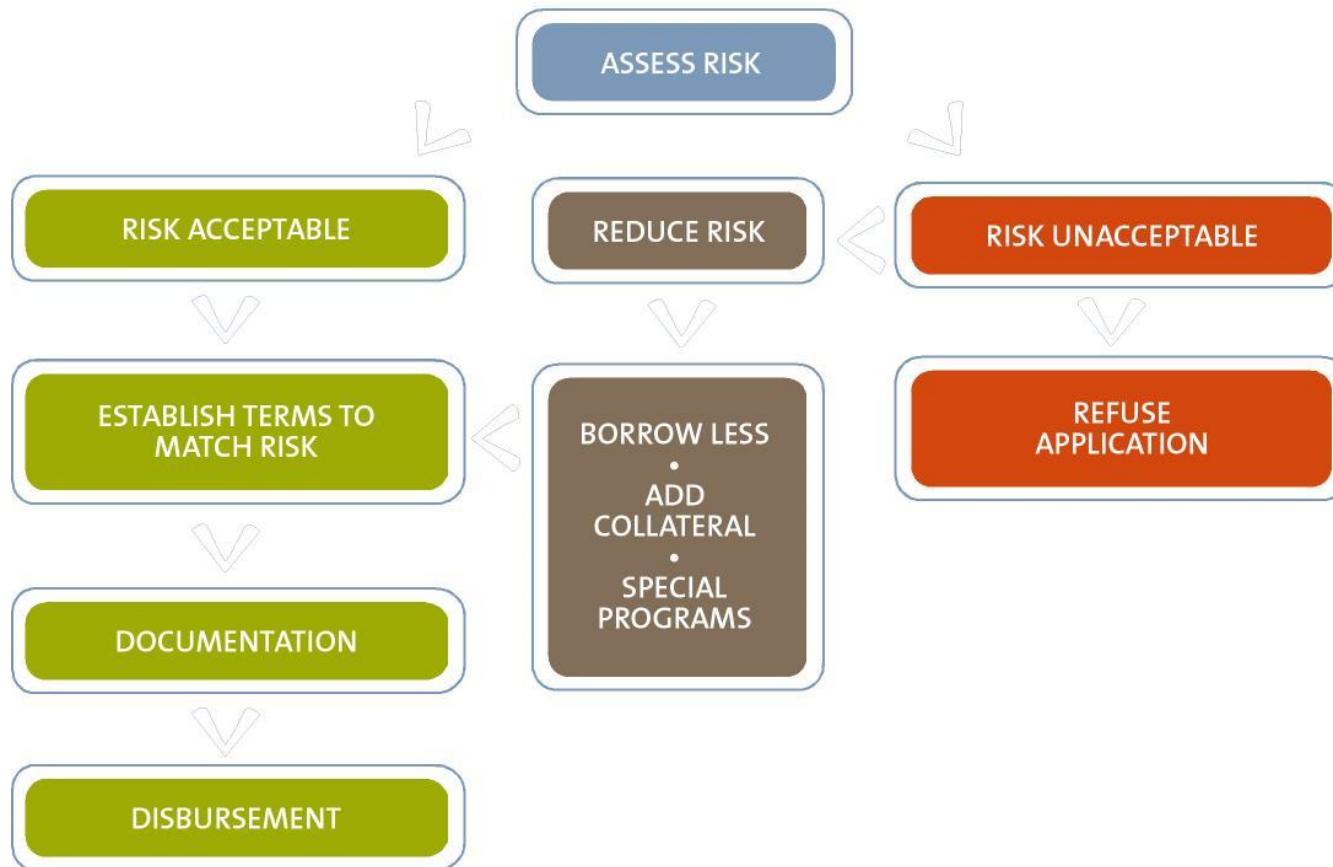 ASSESS RISK
RISK ACCEPTABLE
REDUCE RISK
RISK UNACCEPTABLE
ESTABLISH TERMS TO
MATCH RISK
BORROW LESS
•
ADD
COLLATERAL
•
SPECIAL
PROGRAMS
REFUSE
APPLICATION
DOCUMENTATION
DISBURSEMENT